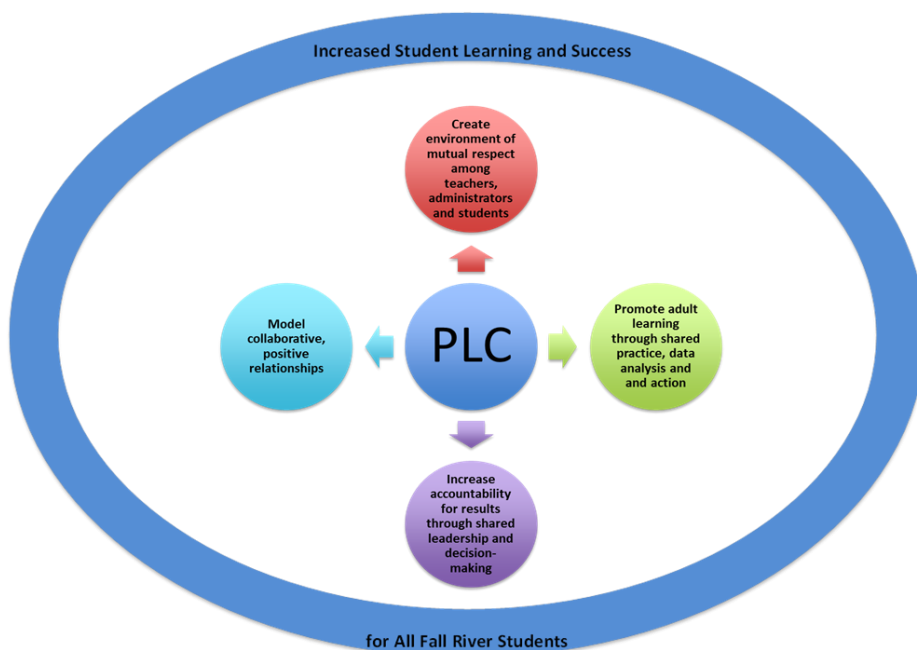 Increased Student Learning and Success
Create
environment of
mutual respect
among
teachers,
administrators
and students
Model
collaborative,
positive
relationships
PLC
Promote adult
learning
through shared
practice, data
analysis and
and action
Increase
accountability
for results
through shared
leadership and
decision-
making
for All Fall River Students